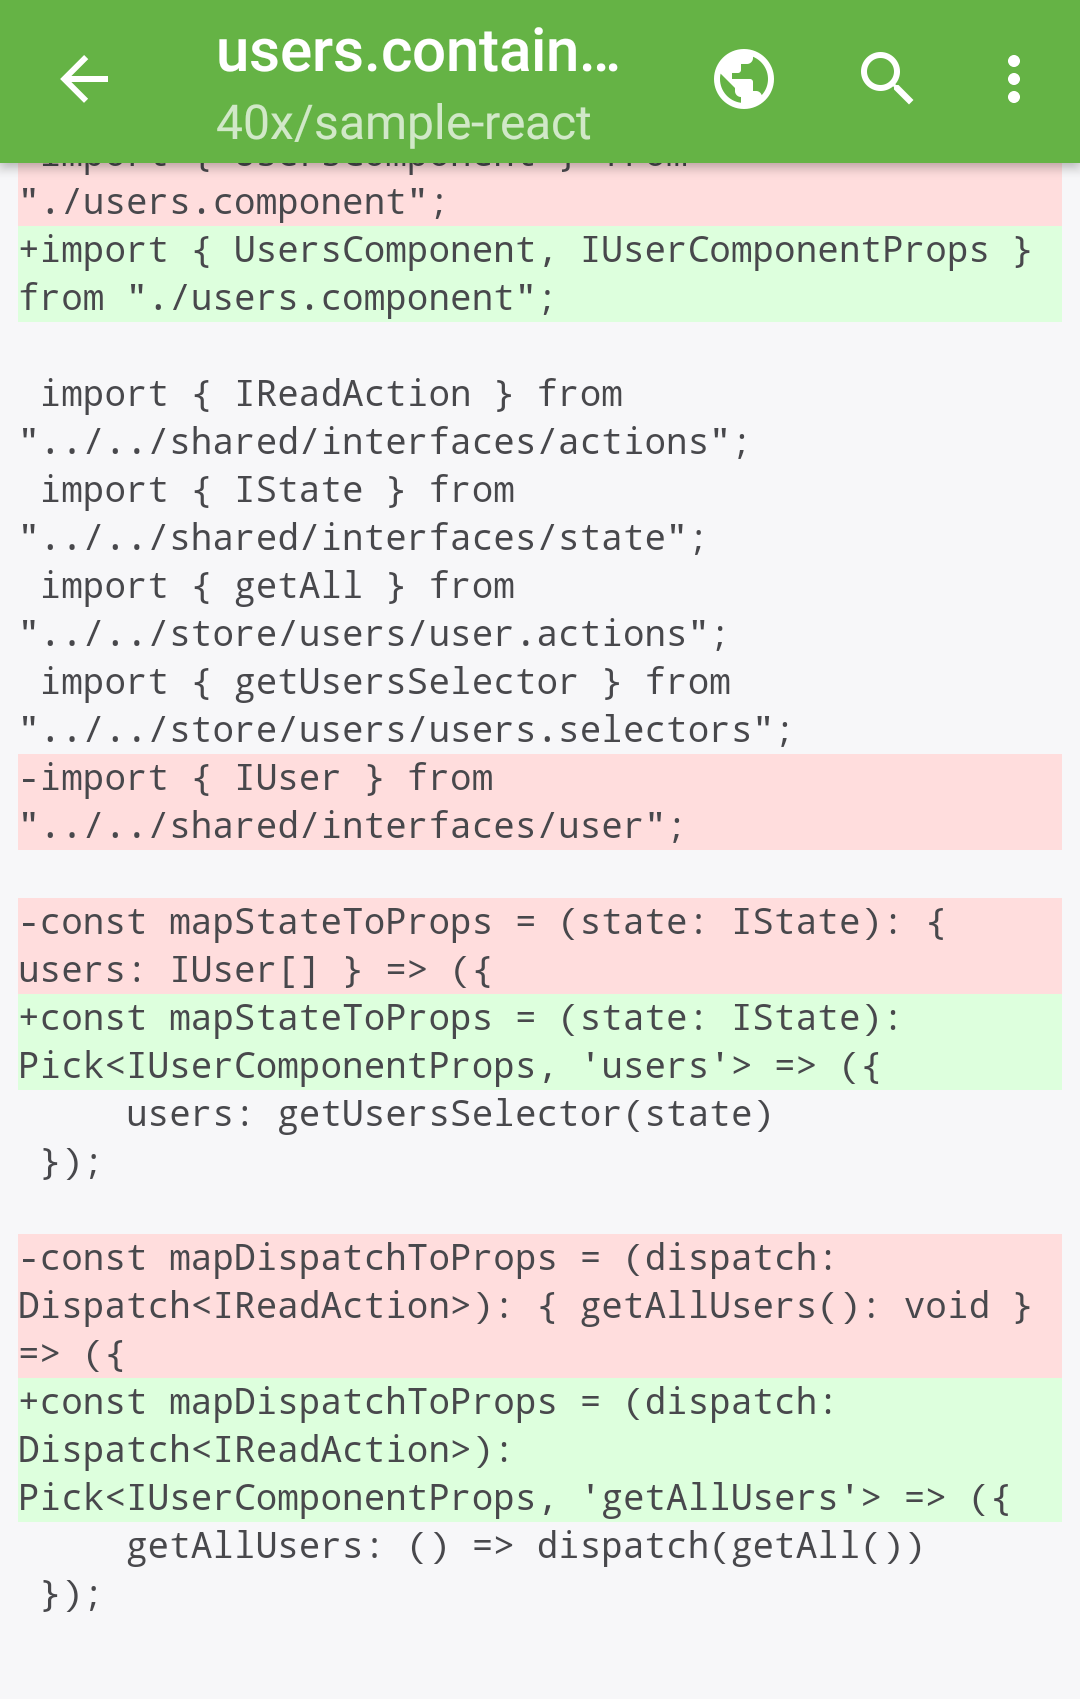 users.contain…
40x/sample-react
import { UsersComponent } from
"./users.component";
+import { UsersComponent, IUserComponentProps }
from "./users.component";
import { IReadAction } from
"../../shared/interfaces/actions";
import { IState } from
"../../shared/interfaces/state";
import { getAll } from
"../../store/users/user.actions";
import { getUsersSelector } from
"../../store/users/users.selectors";
-import { IUser } from
"../../shared/interfaces/user";
-const mapStateToProps = (state: IState): {
users: IUser[] } => ({
+const mapStateToProps = (state: IState):
Pick<IUserComponentProps, 'users'> => ({
users: getUsersSelector(state)
});
-const mapDispatchToProps = (dispatch:
Dispatch<IReadAction>): { getAllUsers(): void }
=> ({
+const mapDispatchToProps = (dispatch:
Dispatch<IReadAction>):
Pick<IUserComponentProps, 'getAllUsers'> => ({
getAllUsers: () => dispatch(getAll())
});